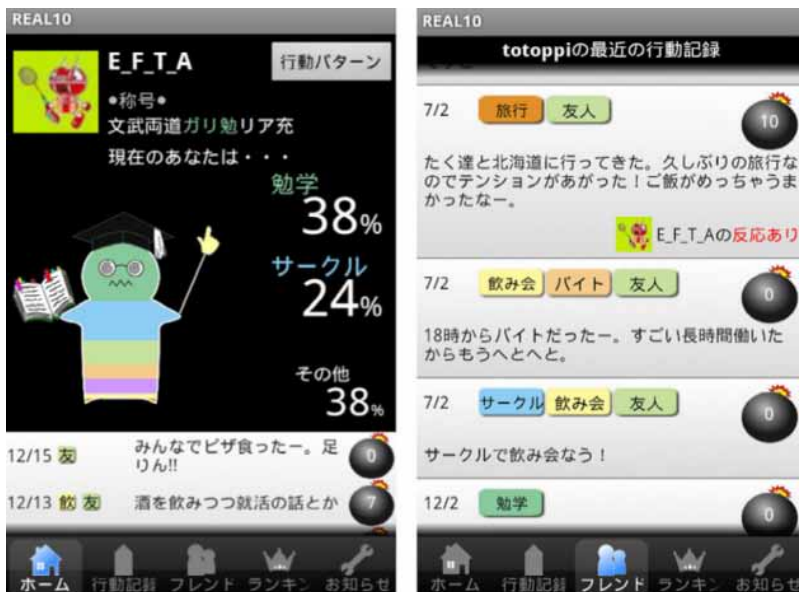 REAL10
E_F_T_A
行動パターン
●称号●
文武両道ガリ勉リア充
現在のあなたは・・・
勉学
38%
サークル
24%
その他
38%
12/15 友 みんなでピザ食ったー。足
りん!!
0
12/13 飲 友 酒を飲みつつ就活の話とか
7
ホーム 行動記録 フレンド ランキン お知らせ
REAL10
totoppiの最近の行動記録
7/2 旅行 友人
10
たく達と北海道に行ってきた。久しぶりの旅行な
のでテンションがあがった！ご飯がめっちゃうま
かったなー。
E_F_T_Aの反応あり
7/2 飲み会 バイト 友人
0
18時からバイトだったー。すごい長時間働いた
からもうへとへと。
7/2 サークル 飲み会 友人
0
サークルで飲み会なう！
12/2 勉学
0
ホーム 行動記録 フレンド ランキン お知らせ